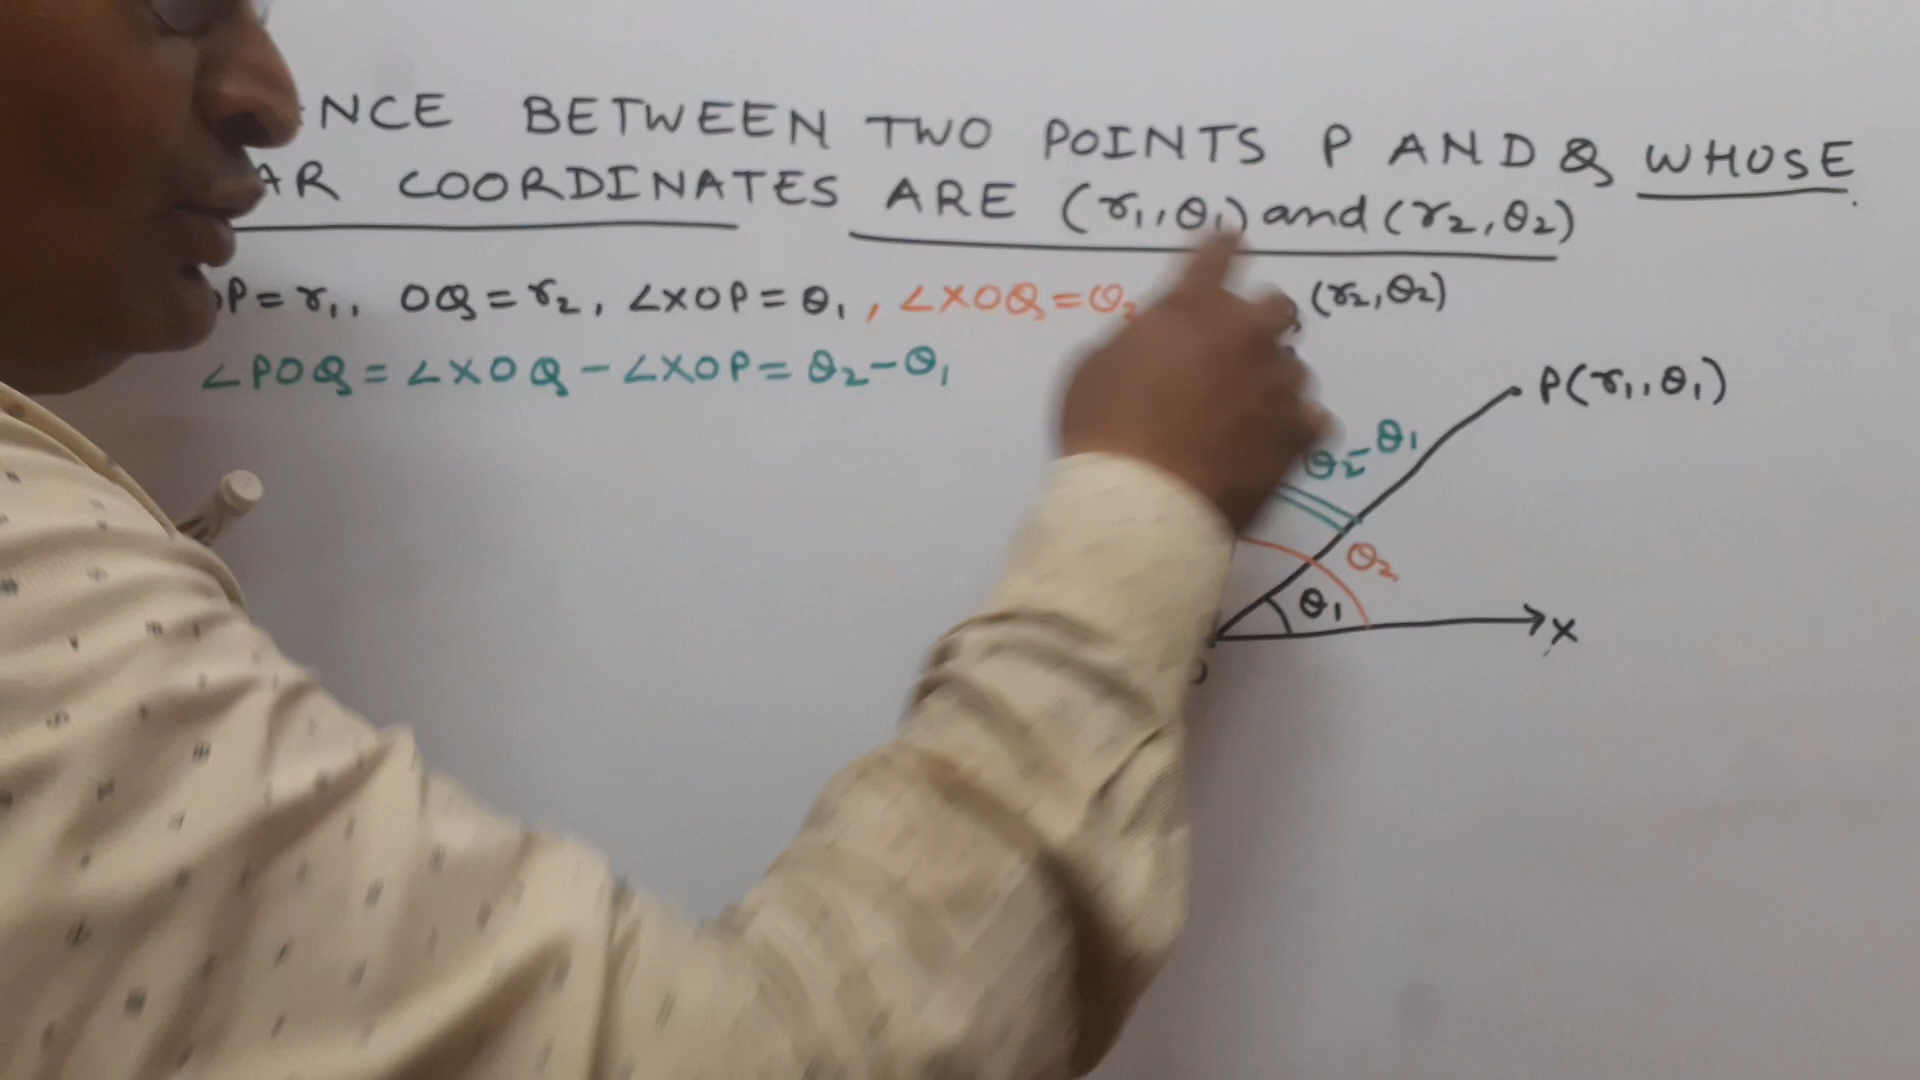 NCE BETWEEN TWO POINTS P AND Q WHOSE
AR COORDINATES ARE (r₁,θ₁) and (r₂,θ₂)
OP=r₁, OQ=r₂, ∠XOP=θ₁, ∠XOQ=θ₂
∠POQ=∠XOQ-∠XOP=θ₂-θ₁
Q (r₂,θ₂)
P(r₁,θ₁)
θ₂-θ₁
θ₂
θ₁
X
O